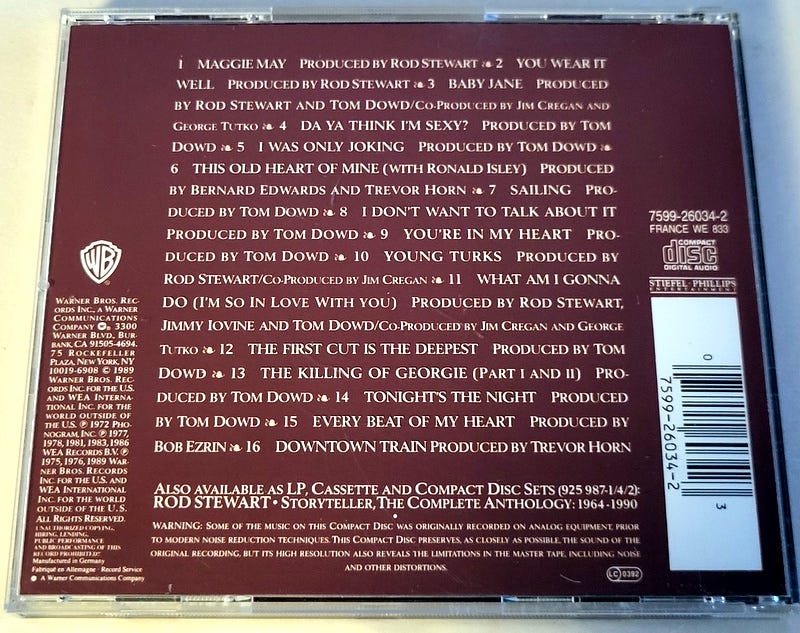 1 MAGGIE MAY PRODUCED BY ROD STEWART ❧ 2 YOU WEAR IT
WELL PRODUCED BY ROD STEWART ❧ 3 BABY JANE PRODUCED
BY ROD STEWART AND TOM DOWD/CO-PRODUCED BY JIM CREGAN AND
GEORGE TUTKO ❧ 4 DA YA THINK I'M SEXY? PRODUCED BY TOM
DOWD ❧ 5 I WAS ONLY JOKING PRODUCED BY TOM DOWD ❧
6 THIS OLD HEART OF MINE (WITH RONALD ISLEY) PRODUCED
BY BERNARD EDWARDS AND TREVOR HORN ❧ 7 SAILING PRO-
DUCED BY TOM DOWD ❧ 8 I DON'T WANT TO TALK ABOUT IT
PRODUCED BY TOM DOWD ❧ 9 YOU'RE IN MY HEART PRO-
DUCED BY TOM DOWD ❧ 10 YOUNG TURKS PRODUCED BY
ROD STEWART/CO-PRODUCED BY JIM CREGAN ❧ 11 WHAT AM I GONNA
DO (I'M SO IN LOVE WITH YOU) PRODUCED BY ROD STEWART,
JIMMY IOVINE AND TOM DOWD/CO-PRODUCED BY JIM CREGAN AND GEORGE
TUTKO ❧ 12 THE FIRST CUT IS THE DEEPEST PRODUCED BY TOM
DOWD ❧ 13 THE KILLING OF GEORGIE (PART I AND II) PRO-
DUCED BY TOM DOWD ❧ 14 TONIGHT'S THE NIGHT PRODUCED
BY TOM DOWD ❧ 15 EVERY BEAT OF MY HEART PRODUCED BY
BOB EZRIN ❧ 16 DOWNTOWN TRAIN PRODUCED BY TREVOR HORN
ALSO AVAILABLE AS LP, CASSETTE AND COMPACT DISC SETS (925 987-1/4/2):
ROD STEWART • STORYTELLER, THE COMPLETE ANTHOLOGY: 1964-1990
WARNING: SOME OF THE MUSIC ON THIS COMPACT DISC WAS ORIGINALLY RECORDED ON ANALOG EQUIPMENT, PRIOR
TO MODERN NOISE REDUCTION TECHNIQUES. THIS COMPACT DISC PRESERVES, AS CLOSELY AS POSSIBLE, THE SOUND OF THE
ORIGINAL RECORDING, BUT ITS HIGH RESOLUTION ALSO REVEALS THE LIMITATIONS IN THE MASTER TAPE, INCLUDING NOISE
AND OTHER DISTORTIONS.
WB
WARNER BROS. REC-
ORDS INC., A WARNER
COMMUNICATIONS
COMPANY ❧. 3300
WARNER BLVD., BUR-
BANK, CA 91505-4694.
75 ROCKEFELLER
PLAZA, NEW YORK, NY
10019-6908 © 1989
WARNER BROS. REC-
ORDS INC. FOR THE U.S.
AND WEA INTERNA-
TIONAL INC. FOR THE
WORLD OUTSIDE OF
THE U.S. ℗ 1972 PHO-
NOGRAM, INC. ℗ 1977,
1978, 1981, 1983, 1986
WEA RECORDS B.V. ℗
1975, 1976, 1989 WAR-
NER BROS. RECORDS
INC. FOR THE U.S. AND
WEA INTERNATIONAL
INC. FOR THE WORLD
OUTSIDE OF THE U.S.
ALL RIGHTS RESERVED.
UNAUTHORIZED COPYING,
HIRING, LENDING,
PUBLIC PERFORMANCE
AND BROADCASTING OF THIS
RECORD PROHIBITED.
Manufactured in Germany
Fabriqué en Allemagne · Record Service
A Warner Communications Company
7599-26034-2
FRANCE WE 833
COMPACT
disc
DIGITAL AUDIO
STIEFEL · PHILLIPS
ENTERTAINMENT
0
7599-26034-2
3
LC 0392